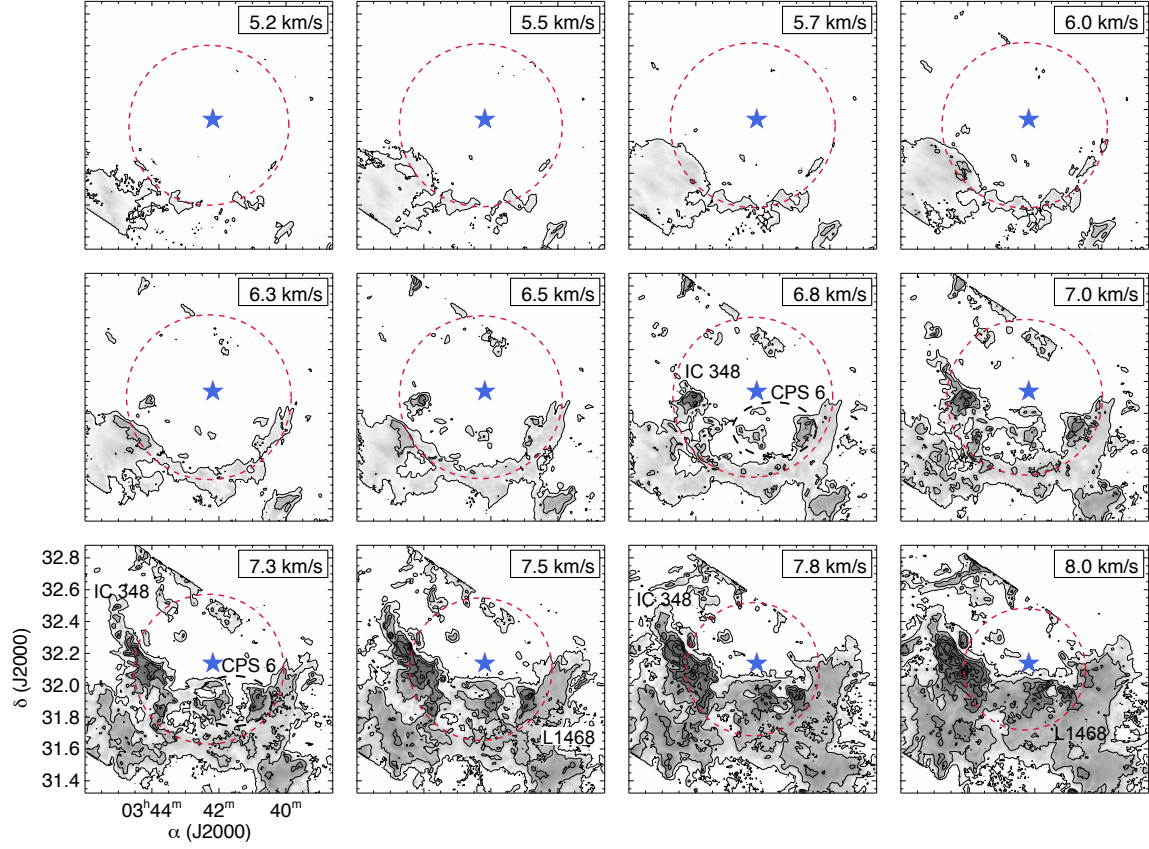 5.2 km/s
5.5 km/s
5.7 km/s
6.0 km/s
6.3 km/s
6.5 km/s
6.8 km/s
7.0 km/s
IC 348
CPS 6
7.3 km/s
7.5 km/s
7.8 km/s
8.0 km/s
IC 348
CPS 6
L1468
IC 348
L1468
32.8
32.6
32.4
32.2
32.0
31.8
31.6
31.4
δ (J2000)
03ʰ44ᵐ 42ᵐ 40ᵐ
α (J2000)